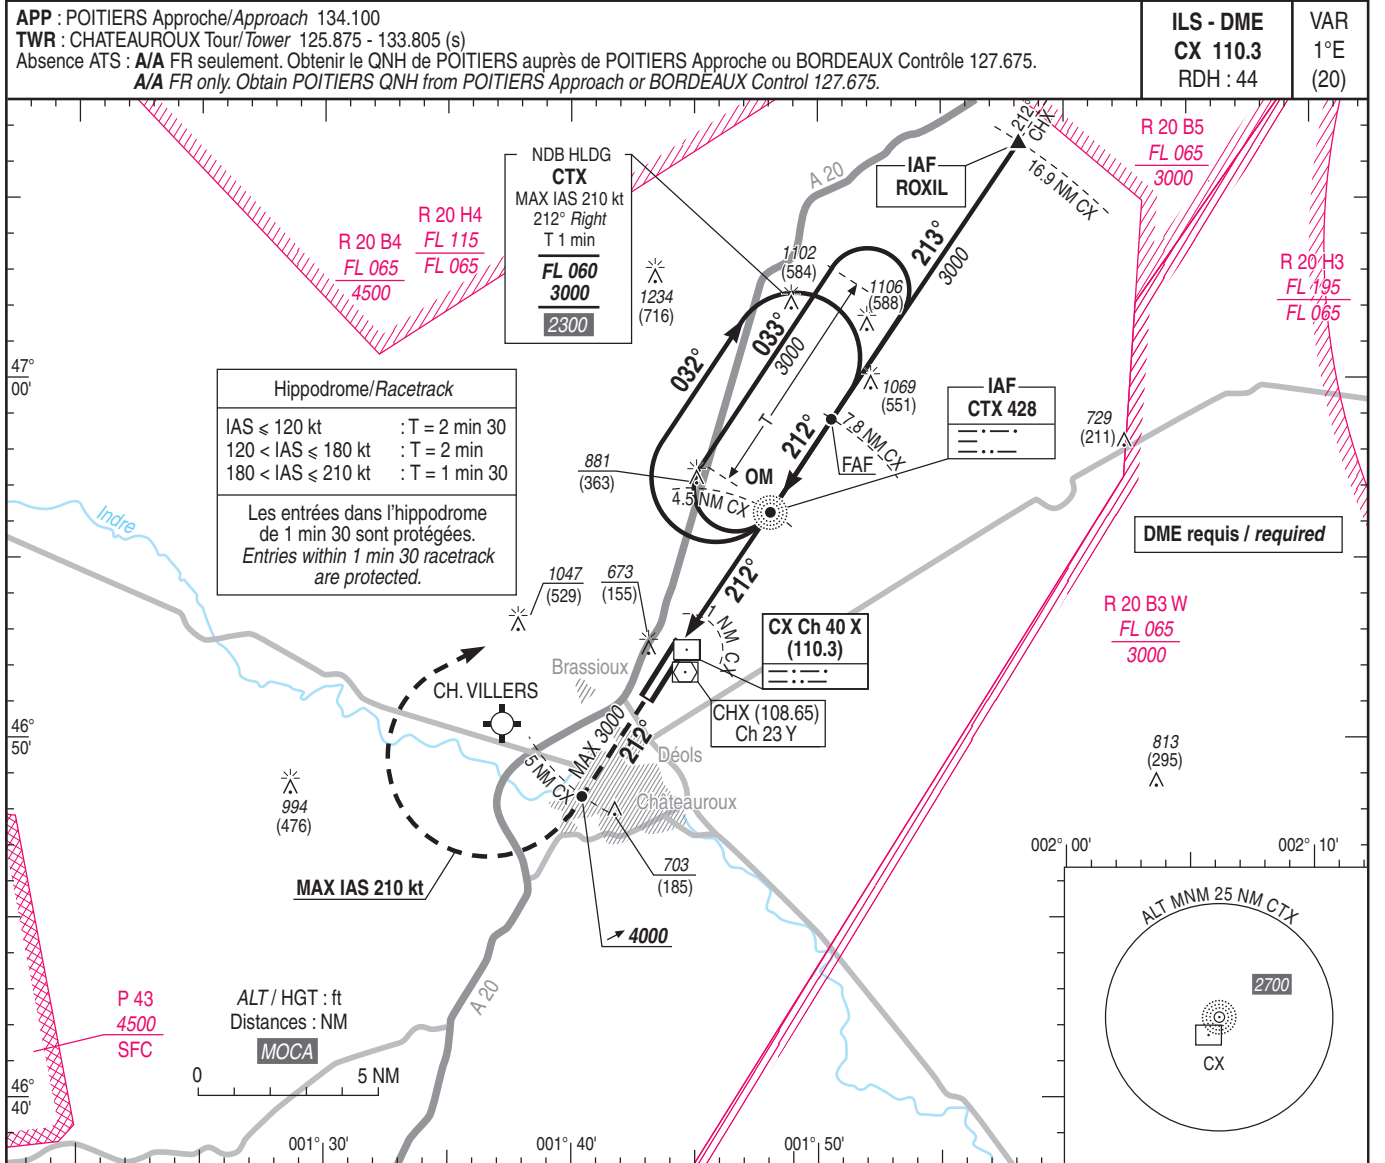 APP : POITIERS Approche/Approach 134.100
TWR : CHATEAUROUX Tour/Tower 125.875 - 133.805 (s)
Absence ATS : A/A FR seulement. Obtenir le QNH de POITIERS auprès de POITIERS Approche ou BORDEAUX Contrôle 127.675.
A/A FR only. Obtain POITIERS QNH from POITIERS Approach or BORDEAUX Control 127.675.
ILS - DME
CX 110.3
RDH : 44
VAR
1°E
(20)
212°
CHX
R 20 B5
FL 065
3000
NDB HLDG
CTX
MAX IAS 210 kt
212° Right
T 1 min
FL 060
3000
2300
A 20
IAF
ROXIL
16.9 NM CX
R 20 H4
FL 115
FL 065
R 20 B4
FL 065
4500
1234
(716)
1102
(584)
1106
(588)
213°
3000
R 20 H3
FL 195
FL 065
032°
033°
3000
T
1069
(551)
47°
00'
Hippodrome/Racetrack
IAS ⩽ 120 kt : T = 2 min 30
120 < IAS ⩽ 180 kt : T = 2 min
180 < IAS ⩽ 210 kt : T = 1 min 30
Les entrées dans l'hippodrome
de 1 min 30 sont protégées.
Entries within 1 min 30 racetrack
are protected.
IAF
CTX 428
729
(211)
212°
7.8 NM CX
FAF
881
(363)
OM
4.5 NM CX
Indre
DME requis / required
1047
(529)
673
(155)
212°
1 NM CX
R 20 B3 W
FL 065
3000
CX Ch 40 X
(110.3)
Brassioux
CH. VILLERS
CHX (108.65)
Ch 23 Y
46°
50'
MAX 3000
212°
5 NM CX
Déols
Châteauroux
813
(295)
994
(476)
703
(185)
MAX IAS 210 kt
4000
002° 00'
002° 10'
ALT MNM 25 NM CTX
2700
CX
P 43
4500
SFC
ALT / HGT : ft
Distances : NM
MOCA
0
5 NM
A 20
46°
40'
001° 30'
001° 40'
001° 50'